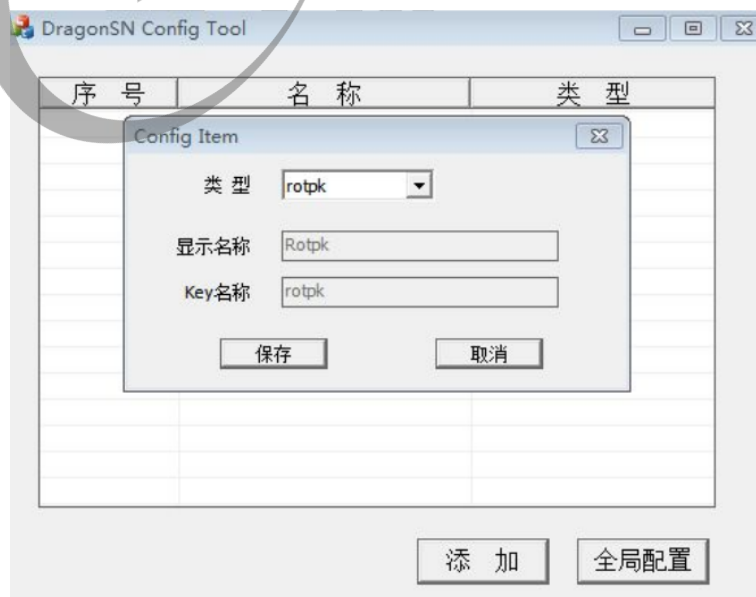 DragonSN Config Tool
序 号 名 称 类 型
Config Item
类 型 rotpk
显示名称 Rotpk
Key名称 rotpk
保存 取消
添 加 全局配置